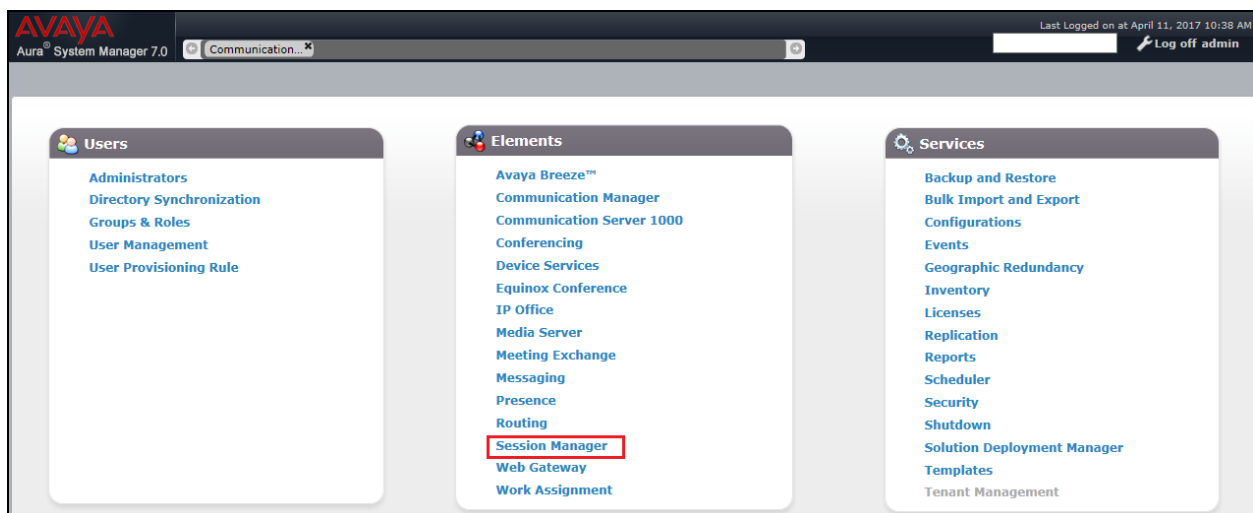 AVAYA
Last Logged on at April 11, 2017 10:38 AM
Aura® System Manager 7.0
Communication...
Log off admin
Users
Administrators
Directory Synchronization
Groups & Roles
User Management
User Provisioning Rule
Elements
Avaya Breeze™
Communication Manager
Communication Server 1000
Conferencing
Device Services
Equinox Conference
IP Office
Media Server
Meeting Exchange
Messaging
Presence
Routing
Session Manager
Web Gateway
Work Assignment
Services
Backup and Restore
Bulk Import and Export
Configurations
Events
Geographic Redundancy
Inventory
Licenses
Replication
Reports
Scheduler
Security
Shutdown
Solution Deployment Manager
Templates
Tenant Management